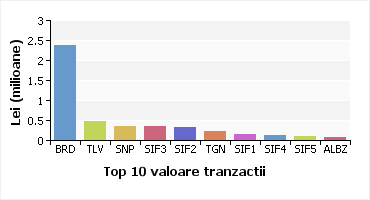 Lei (milioane)
3
2.5
2
1.5
1
0.5
0
BRD TLV SNP SIF3 SIF2 TGN SIF1 SIF4 SIF5 ALBZ
Top 10 valoare tranzactii